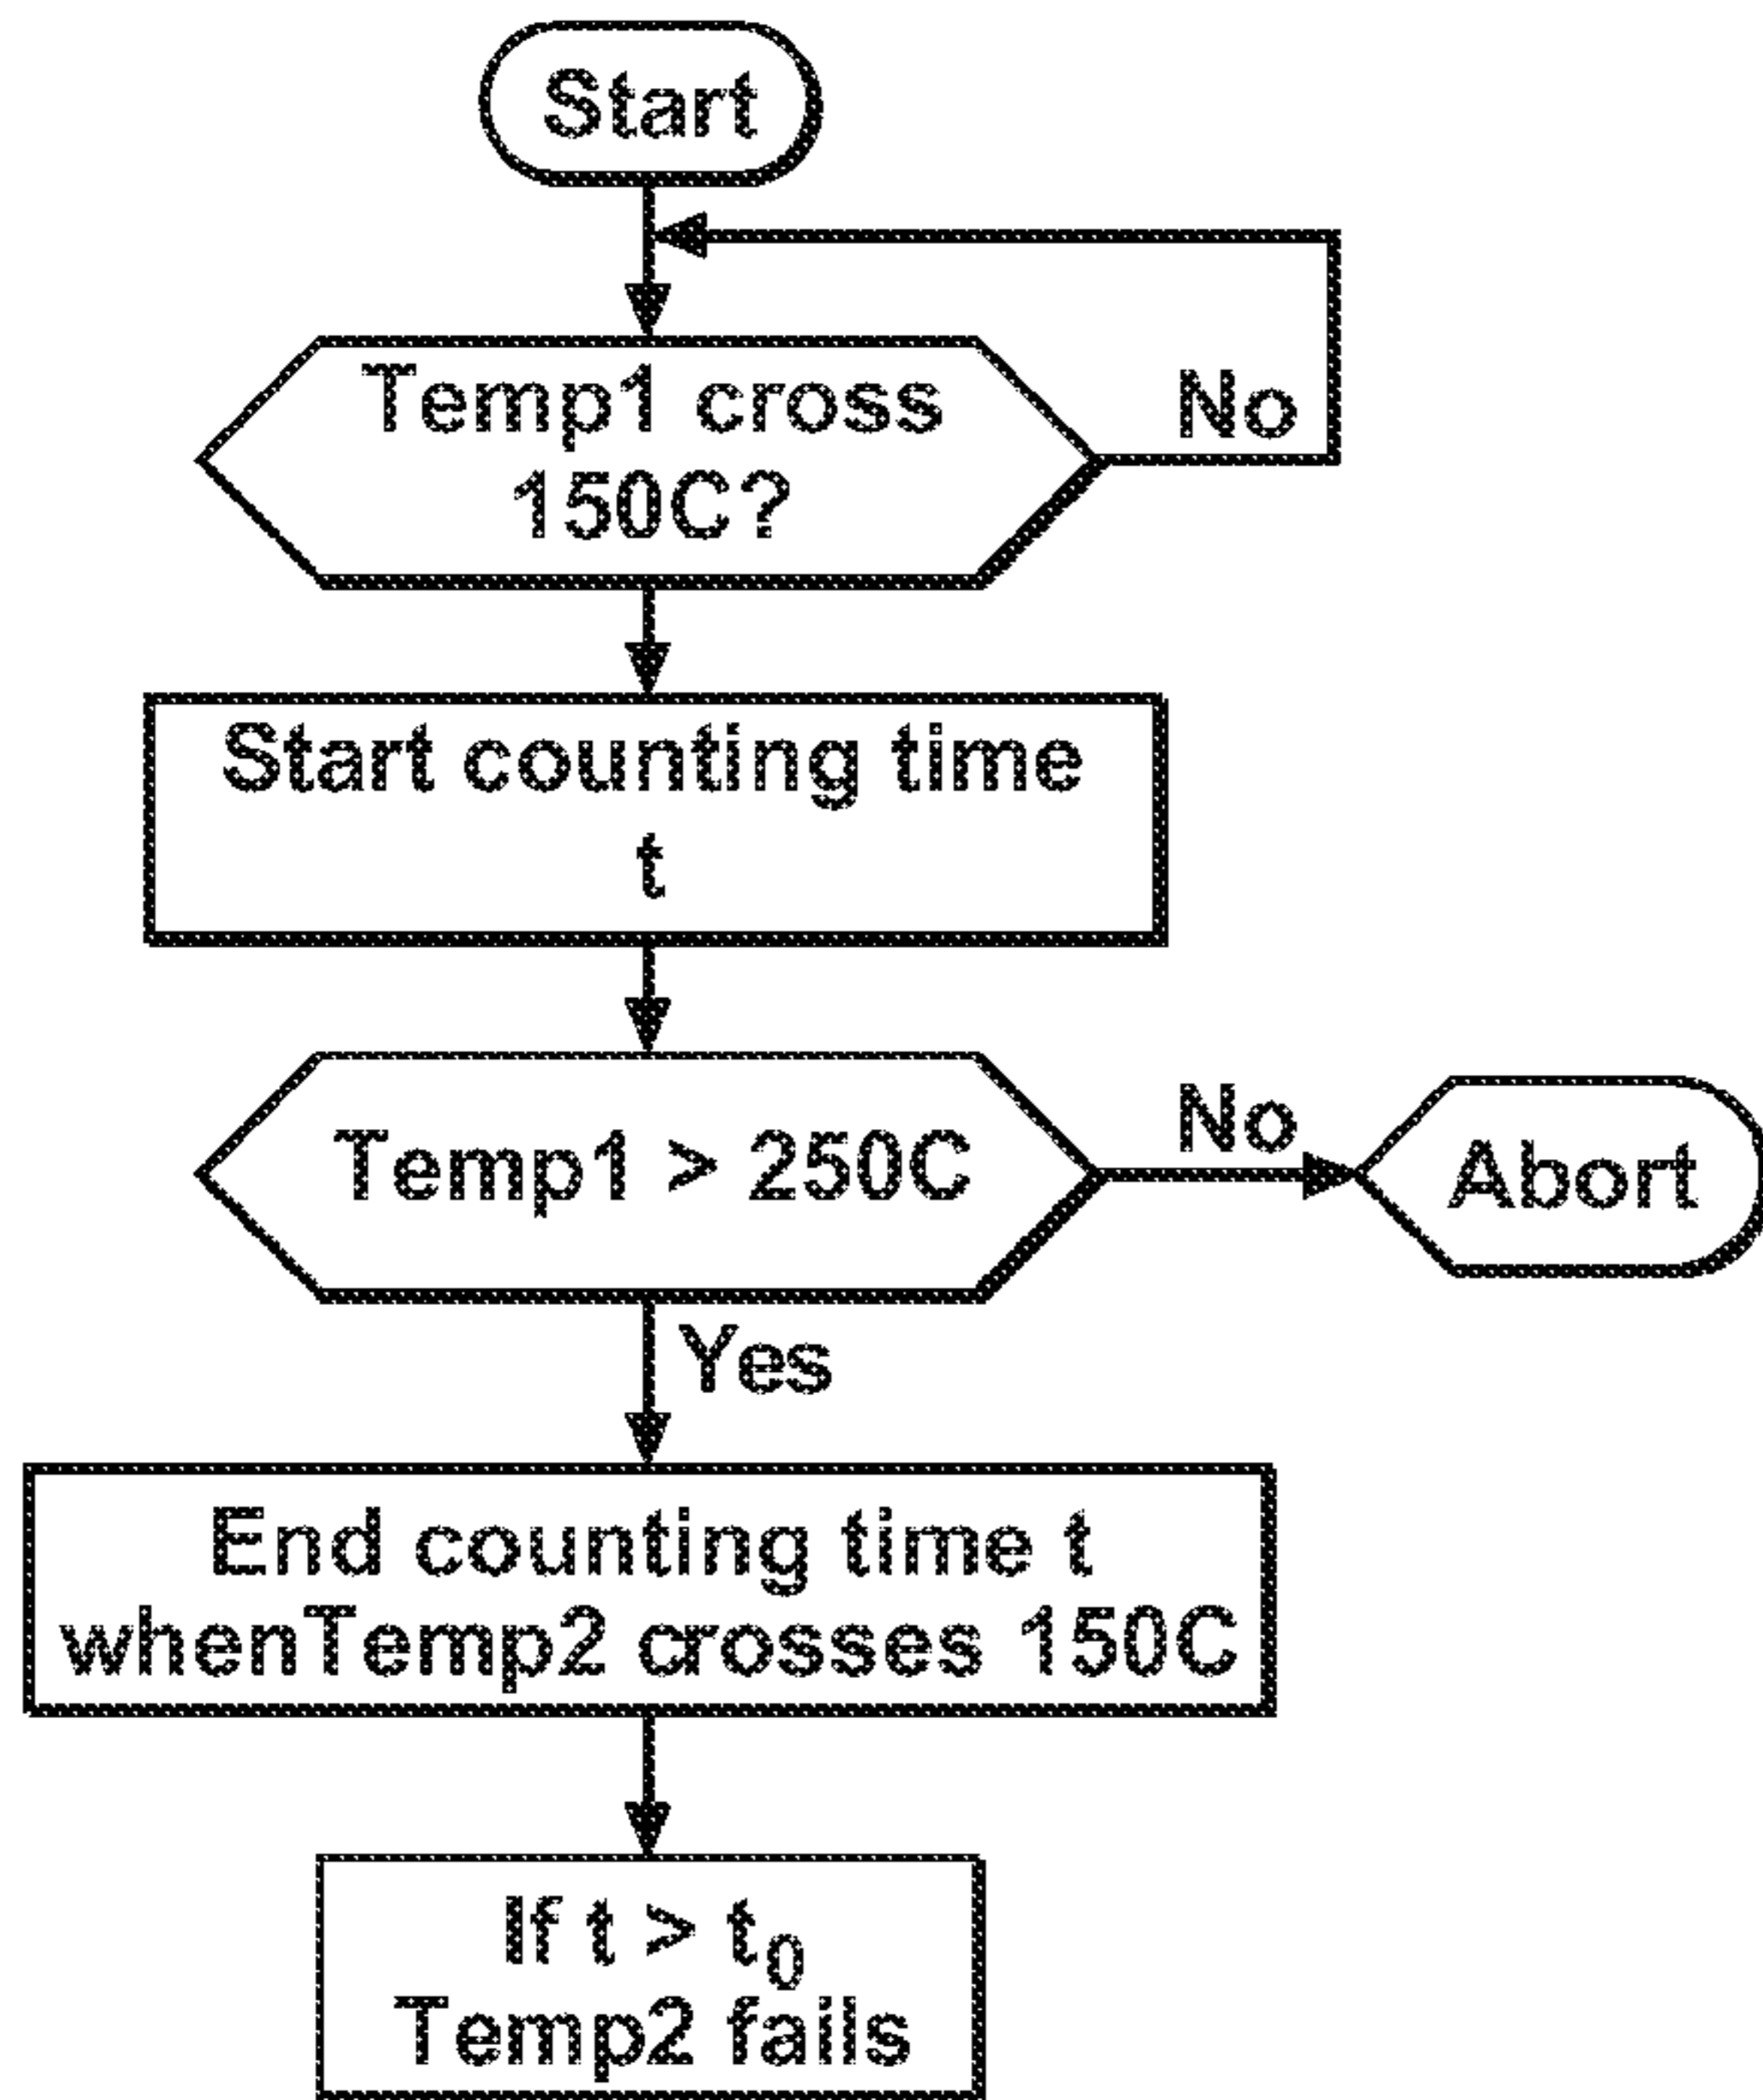 Start
Temp1 cross
150C?
No
Start counting time
t
Temp1 > 250C
No
Abort
Yes
End counting time t
whenTemp2 crosses 150C
If t > t₀
Temp2 fails